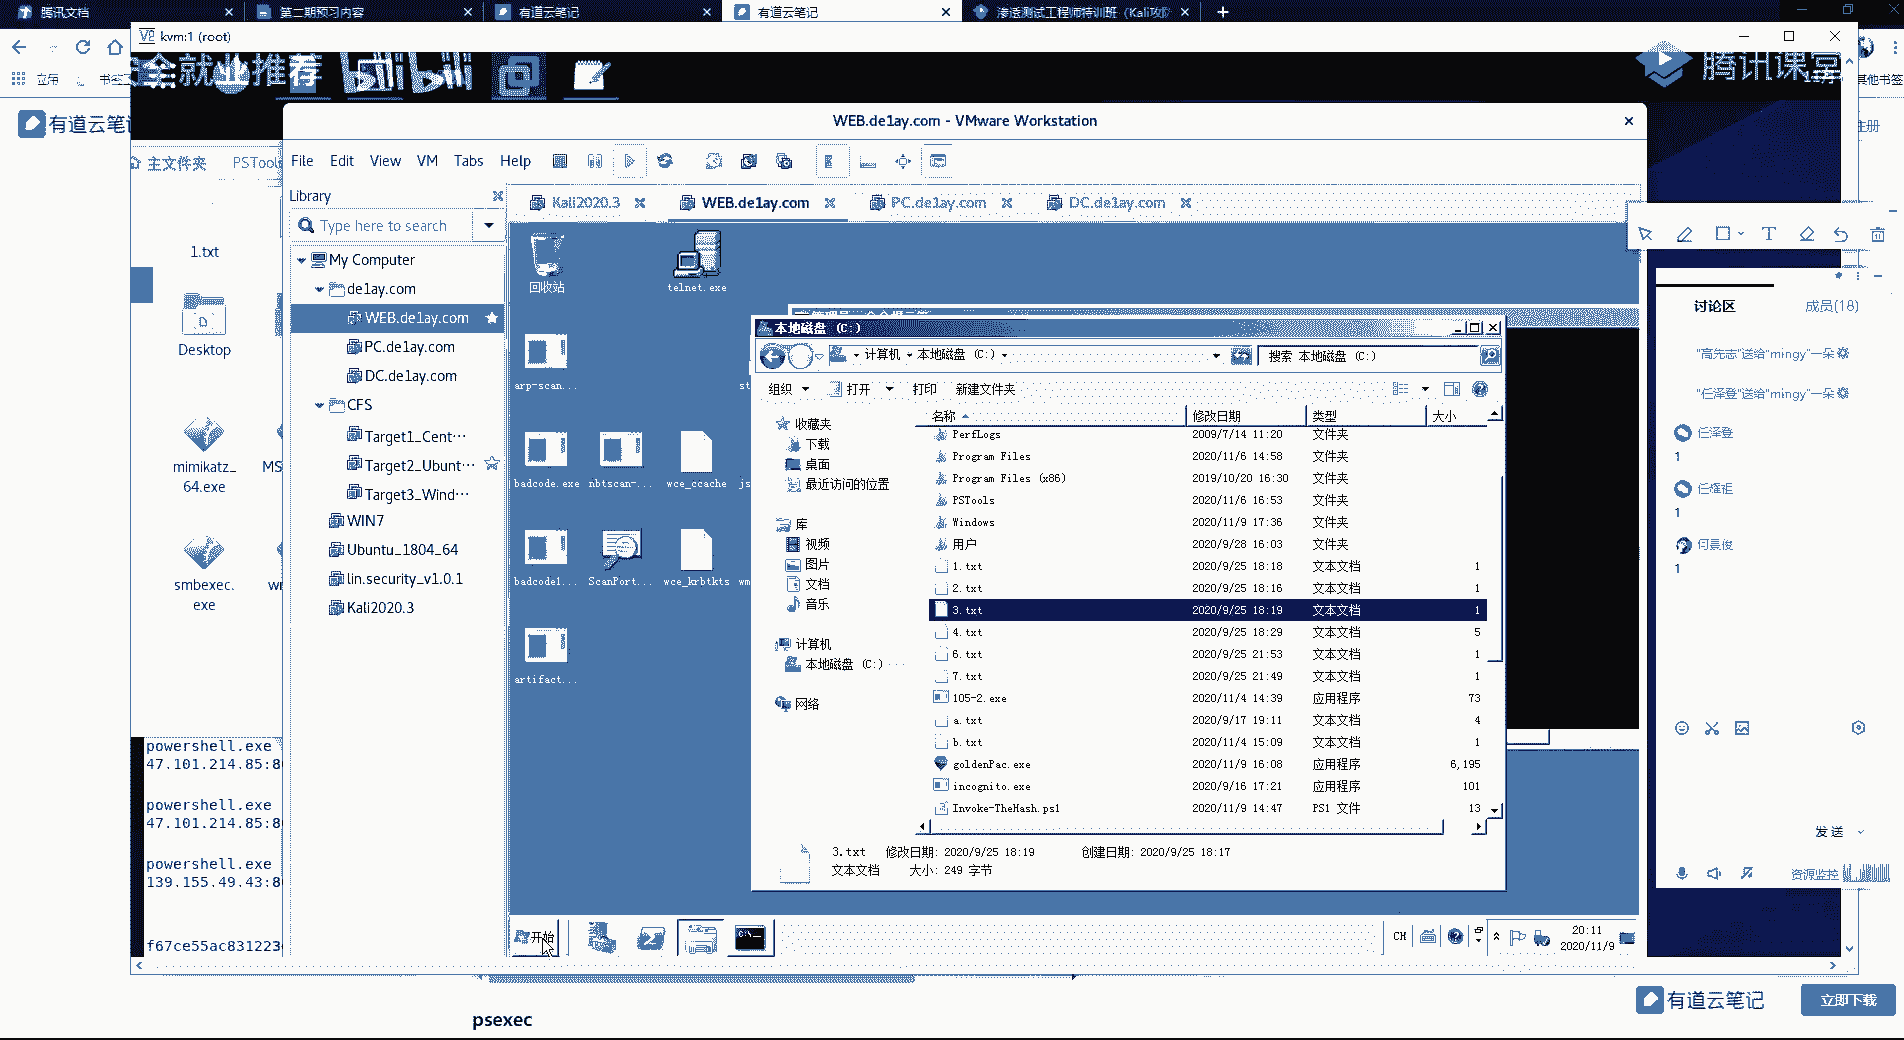 腾讯文档
第二期预习内容
有道云笔记
有道云笔记
渗透测试工程师特训班 (Kali攻防
kvm:1 (root)
全就业推荐
bilibili
腾讯课堂
其他书签
有道云笔记
WEB.de1ay.com - VMware Workstation
File Edit View VM Tabs Help
主文件夹
PSTool
Library
Type here to search
My Computer
de1ay.com
WEB.de1ay.com
PC.de1ay.com
DC.de1ay.com
CFS
Target1_Cent···
Target2_Ubunt···
Target3_Wind···
WIN7
Ubuntu_1804_64
lin.security_v1.0.1
Kali2020.3
Kali2020.3
WEB.de1ay.com
PC.de1ay.com
DC.de1ay.com
1.txt
Desktop
mimikatz_
64.exe
MS
smbexec.
exe
powershell.exe
47.101.214.85:8
powershell.exe
47.101.214.85:8
powershell.exe
139.155.49.43:8
f67ce55ac831223
回收站
telnet.exe
arp-scan...
badcode.exe
nbtscan-...
wce_ccache
badcode1...
ScanPort...
wce_krbtkts
artifact...
本地磁盘 (C:)
计算机
本地磁盘 (C:)
搜索 本地磁盘 (C:)
组织
打开
打印
新建文件夹
收藏夹
下载
桌面
最近访问的位置
库
视频
图片
文档
音乐
计算机
本地磁盘 (C:)
网络
名称 修改日期 类型 大小
PerfLogs 2009/7/14 11:20 文件夹
Program Files 2020/11/6 14:58 文件夹
Program Files (x86) 2019/10/20 16:30 文件夹
PSTools 2020/11/6 16:53 文件夹
Windows 2020/11/9 17:36 文件夹
用户 2020/9/28 16:03 文件夹
1.txt 2020/9/25 18:18 文本文档 1
2.txt 2020/9/25 18:16 文本文档 1
3.txt 2020/9/25 18:19 文本文档 1
4.txt 2020/9/25 18:29 文本文档 5
6.txt 2020/9/25 21:53 文本文档 1
7.txt 2020/9/25 21:49 文本文档 1
105-2.exe 2020/11/4 14:39 应用程序 73
a.txt 2020/9/17 19:11 文本文档 4
b.txt 2020/11/4 15:09 文本文档 1
goldenPac.exe 2020/11/9 16:08 应用程序 6,195
incognito.exe 2020/9/16 17:21 应用程序 101
Invoke-TheHash.ps1 2020/11/9 14:47 PS1 文件 13
3.txt 修改日期: 2020/9/25 18:19 创建日期: 2020/9/25 18:17
文本文档 大小: 249 字节
开始
CH
20:11
2020/11/9
讨论区
成员(18)
"高先志"送给"mingy"一朵
"任泽登"送给"mingy"一朵
任泽登
1
1
1
发送
资源监控
有道云笔记
立即下载
psexec